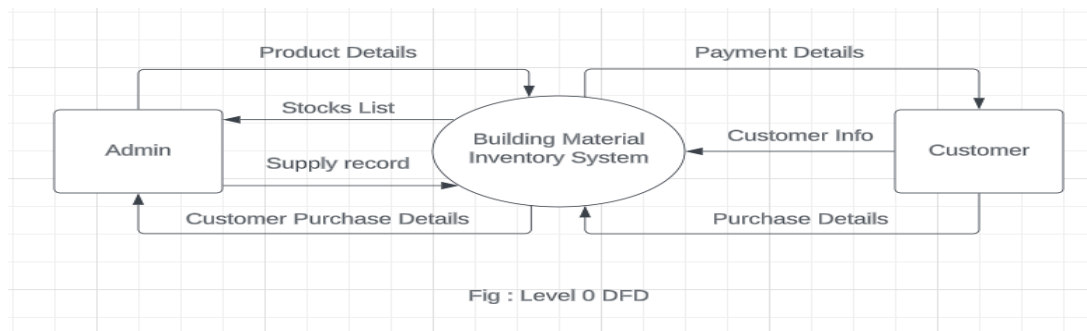 Product Details
Payment Details
Stocks List
Admin
Building Material
Inventory System
Customer Info
Customer
Supply record
Customer Purchase Details
Purchase Details
Fig : Level 0 DFD